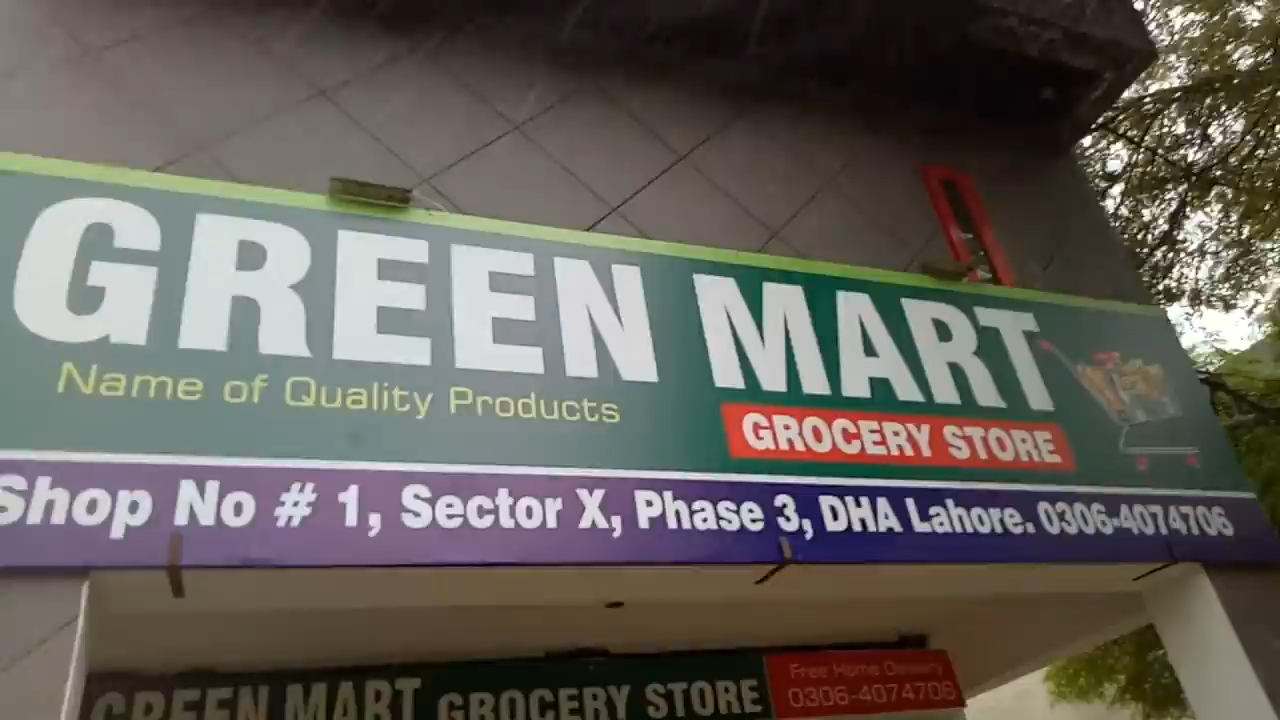 GREEN MART
Name of Quality Products
GROCERY STORE
Shop No # 1, Sector X, Phase 3, DHA Lahore. 0306-4074706
GREEN MART GROCERY STORE
Free Home Delivery
0306-4074706